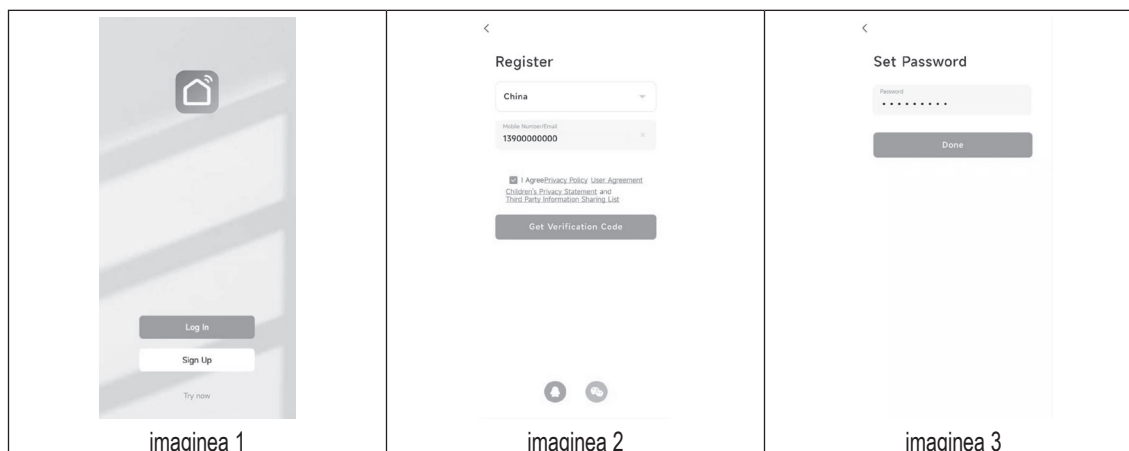 Log In
Sign Up
Try now
imaginea 1
Register
China
Mobile Number/Email
13900000000
I AgreePrivacy Policy User Agreement
Children's Privacy Statement and
Third Party Information Sharing List
Get Verification Code
imaginea 2
Set Password
Password
Done
imaginea 3